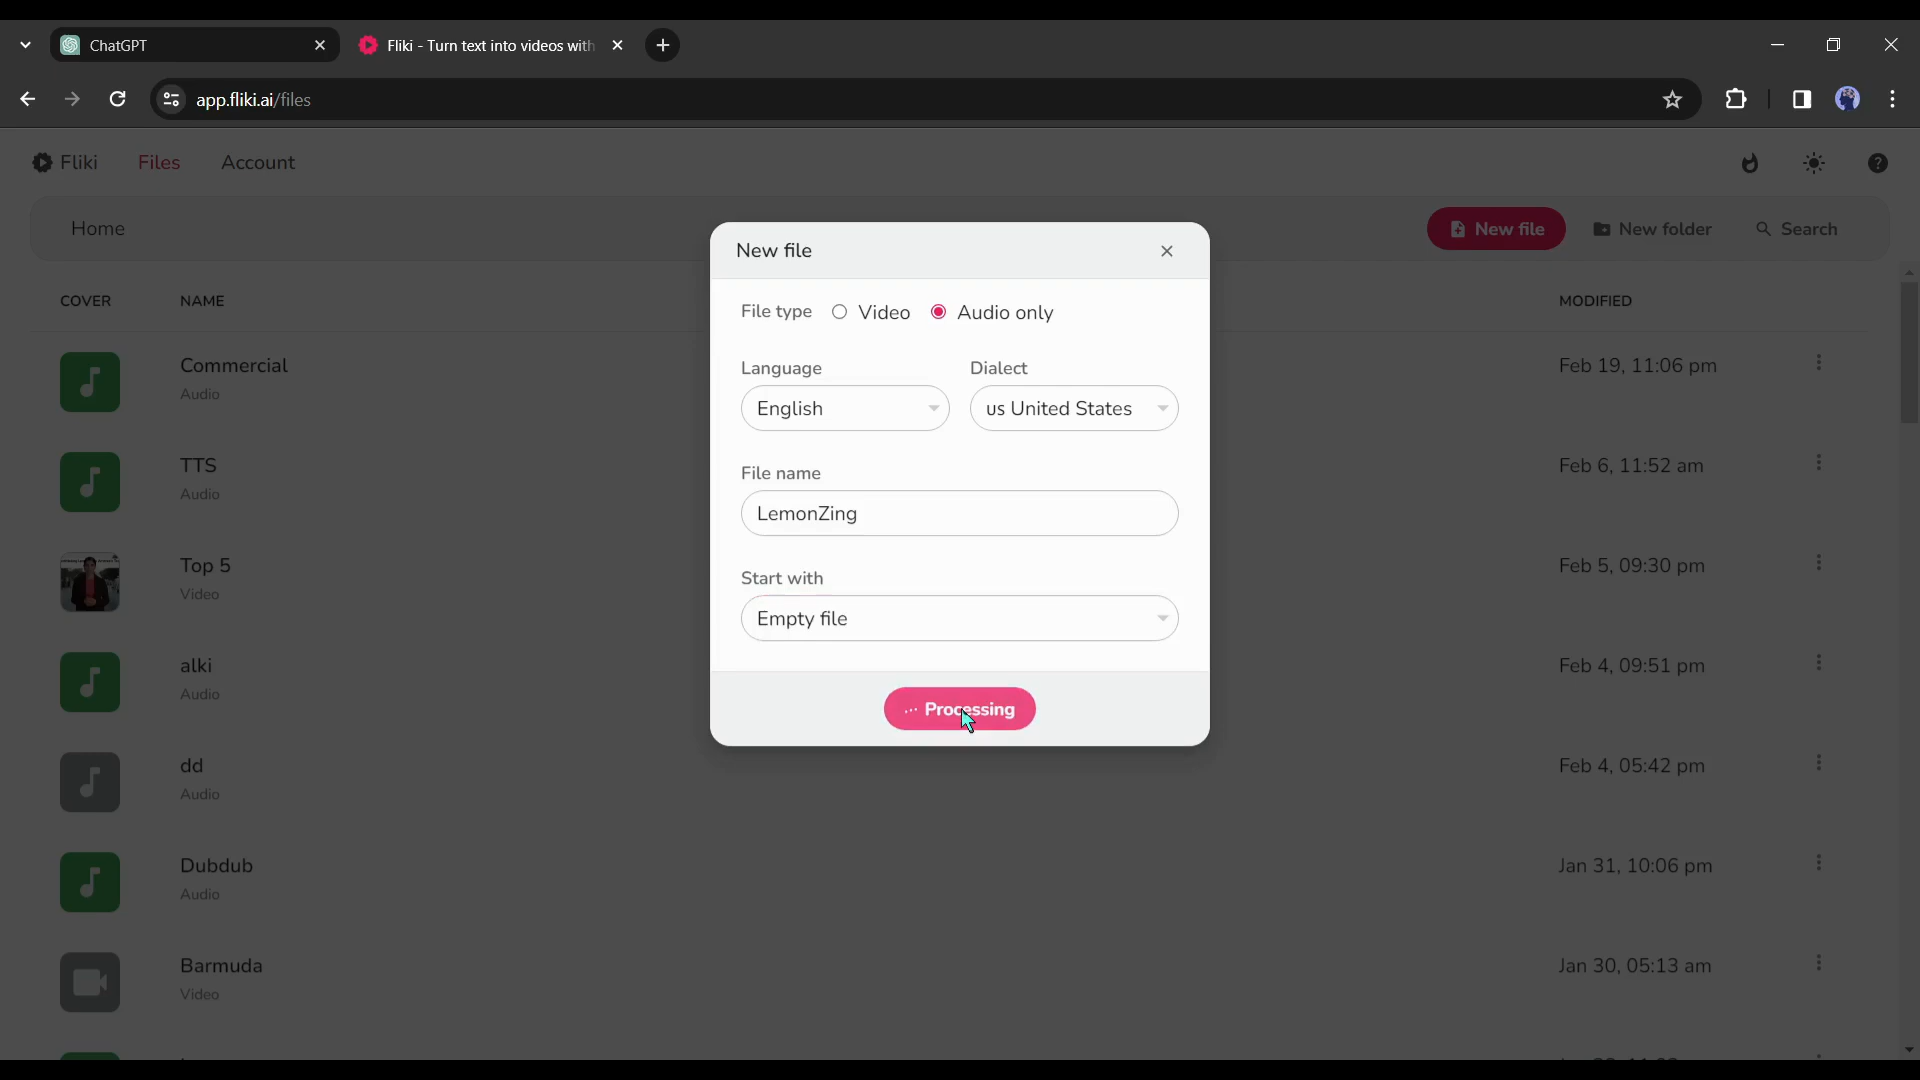 ChatGPT
Fliki - Turn text into videos with
app.fliki.ai/files
Fliki Files Account
Home New file New folder Search
COVER NAME MODIFIED
Commercial Feb 19, 11:06 pm
Audio
TTS Feb 6, 11:52 am
Audio
Top 5 Feb 5, 09:30 pm
Video
alki Feb 4, 09:51 pm
Audio
dd Feb 4, 05:42 pm
Audio
Dubdub Jan 31, 10:06 pm
Audio
Barmuda Jan 30, 05:13 am
Video
New file
File type Video Audio only
Language Dialect
English us United States
File name
LemonZing
Start with
Empty file
Processing